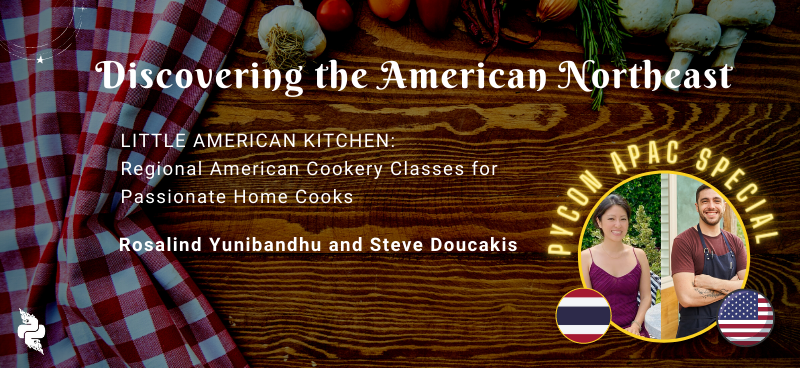 Discovering the American Northeast
LITTLE AMERICAN KITCHEN:
Regional American Cookery Classes for
Passionate Home Cooks
Rosalind Yunibandhu and Steve Doucakis
PYCON APAC SPECIAL